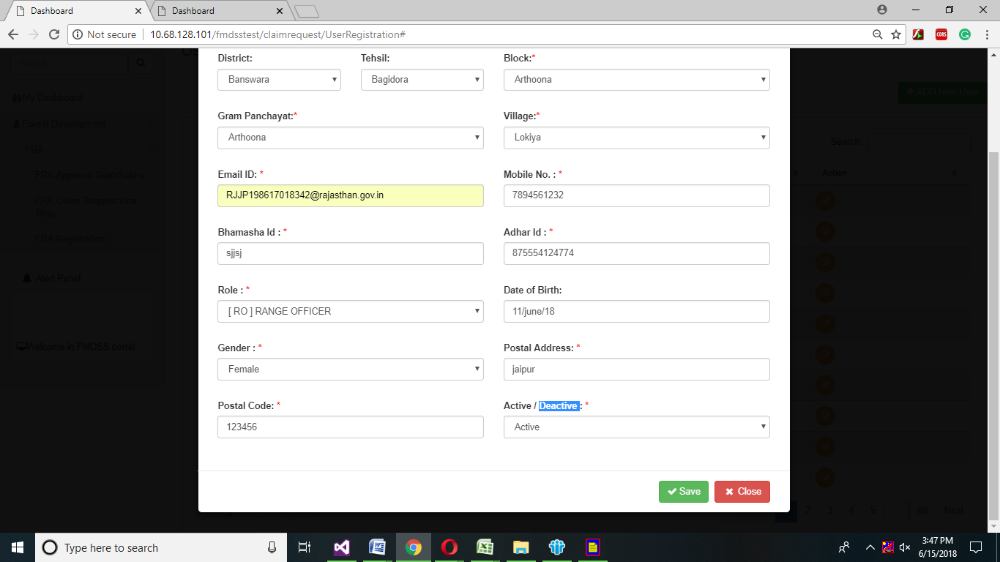 Dashboard
Dashboard
Not secure
10.68.128.101/fmdsstest/claimrequest/UserRegistration#
CORS
District:
Tehsil:
Block:*
Banswara
Bagidora
Arthoona
My Dashboard
ADD New User
Forest Development
Gram Panchayat:*
Village:*
Arthoona
Lokiya
Search:
FRA
Email ID: *
Mobile No. : *
FRA Approval GramSabha
Action
RJJP198617018342@rajasthan.gov.in
7894561232
FRA Claim Request One
Time
Bhamasha Id : *
Adhar Id : *
FRA Registration
sjjsj
875554124774
Alert Panel
Role : *
Date of Birth:
[ RO ] RANGE OFFICER
11/june/18
Gender : *
Postal Address: *
Welcome in FMDSS portal
Female
jaipur
Postal Code: *
Active / Deactive : *
123456
Active
Save
Close
2 3 4 5
89 Next
Type here to search
3:47 PM
6/15/2018